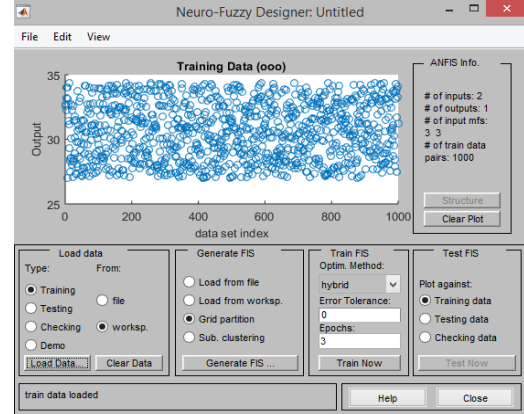 Neuro-Fuzzy Designer: Untitled
File Edit View
Training Data (ooo)
35
30
25
Output
0 200 400 600 800 1000
data set index
ANFIS Info.
# of inputs: 2
# of outputs: 1
# of input mfs:
3 3
# of train data
pairs: 1000
Structure
Clear Plot
Load data
Type: From:
Training
Testing
Checking
Demo
file
worksp.
Load Data... Clear Data
Generate FIS
Load from file
Load from worksp.
Grid partition
Sub. clustering
Generate FIS ...
Train FIS
Optim. Method:
hybrid
Error Tolerance:
0
Epochs:
3
Train Now
Test FIS
Plot against:
Training data
Testing data
Checking data
Test Now
train data loaded
Help Close